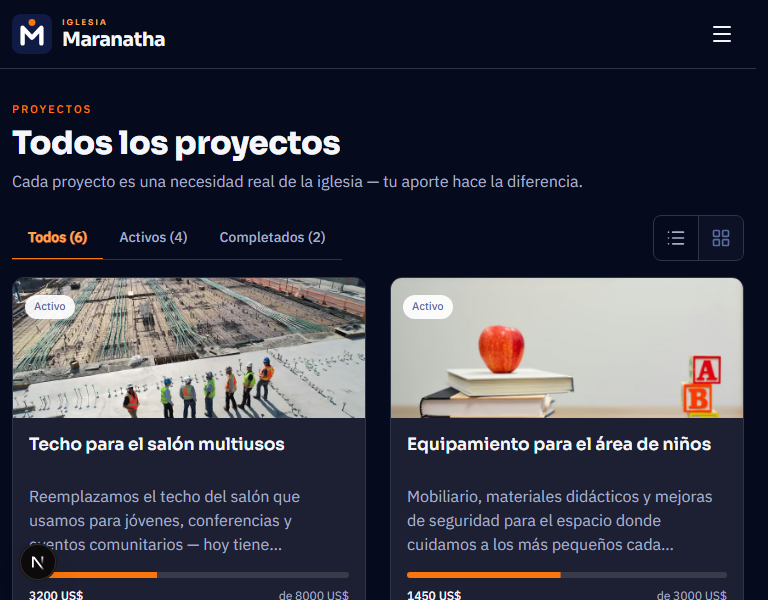 IGLESIA
Maranatha
PROYECTOS
Todos los proyectos
Cada proyecto es una necesidad real de la iglesia — tu aporte hace la diferencia.
Todos (6)
Activos (4)
Completados (2)
Activo
Techo para el salón multiusos
Reemplazamos el techo del salón que
usamos para jóvenes, conferencias y
eventos comunitarios — hoy tiene...
3200 US$
de 8000 US$
Activo
A
B
Equipamiento para el área de niños
Mobiliario, materiales didácticos y mejoras
de seguridad para el espacio donde
cuidamos a los más pequeños cada...
1450 US$
de 3000 US$
N